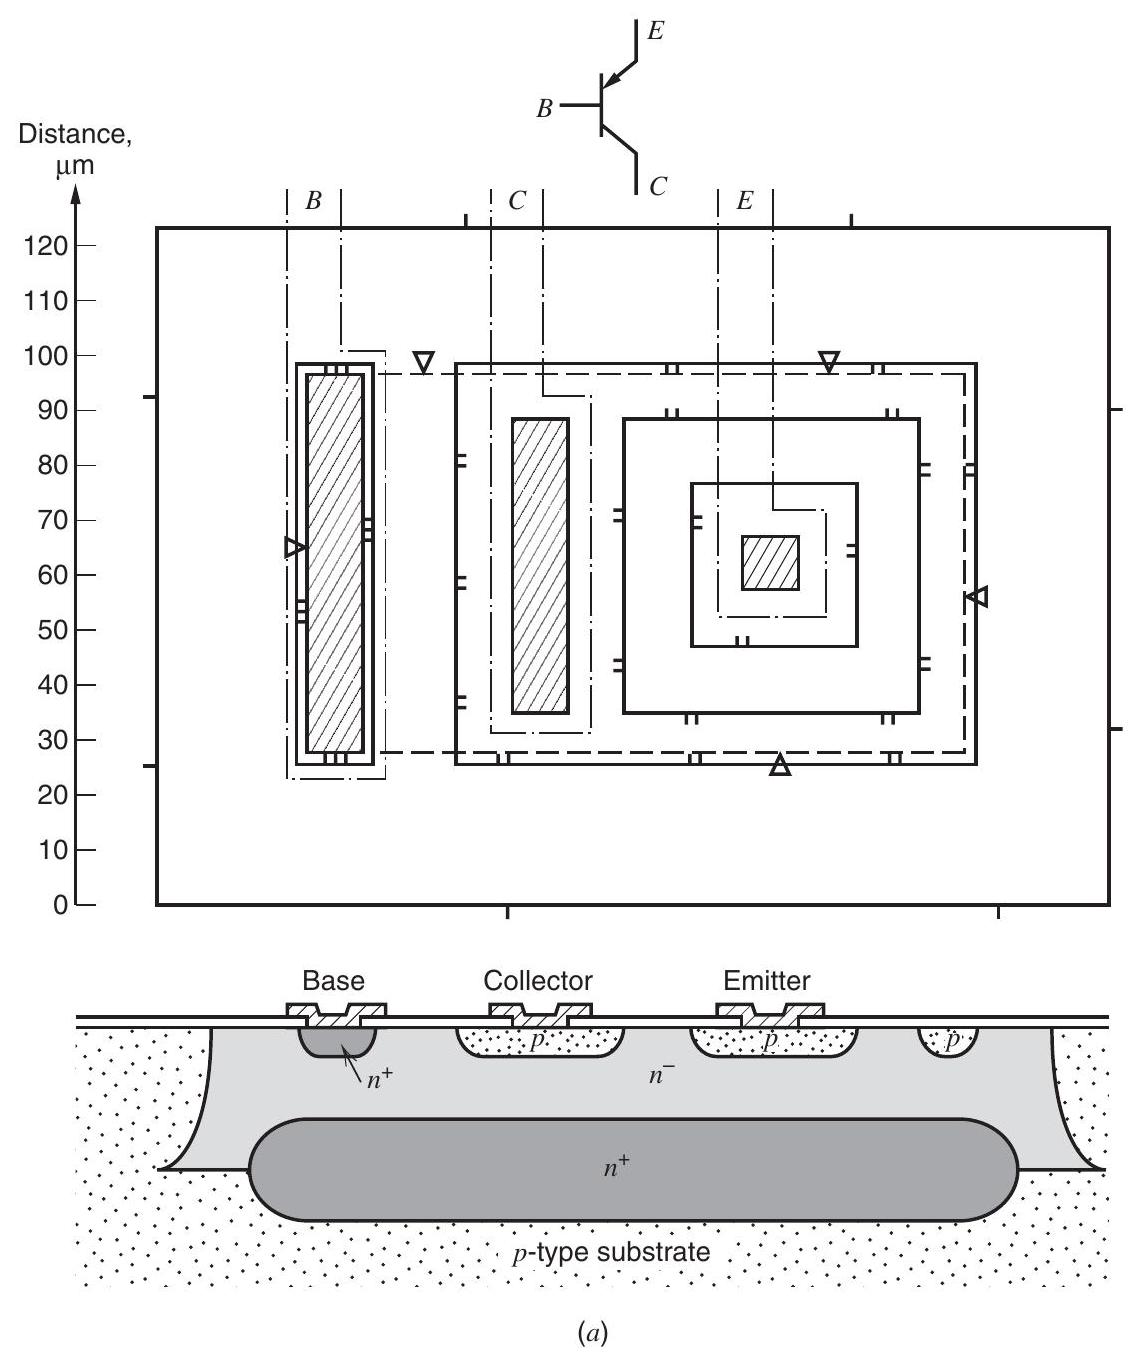 E
B
C
Distance,
μm
B
C
E
120
110
100
90
80
70
60
50
40
30
20
10
0
Base
Collector
Emitter
p
p
p
n+
n−
n+
p-type substrate
(a)